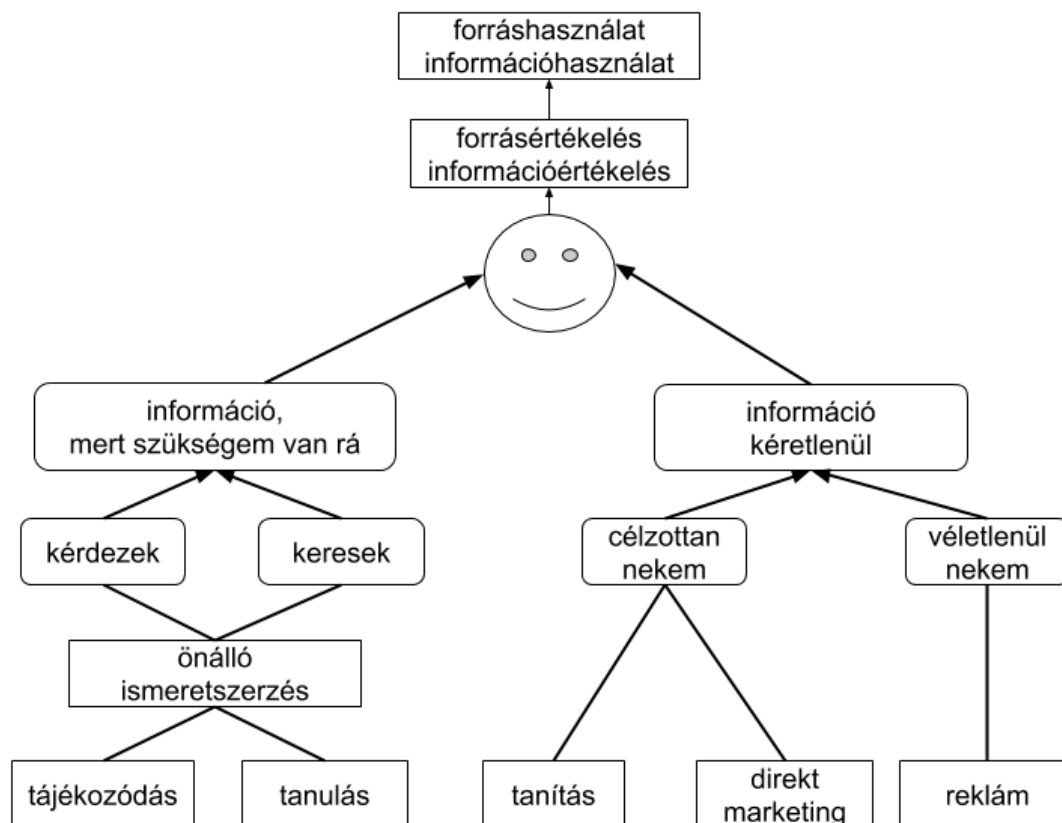 forráshasználat
információhasználat
forrásértékelés
információértékelés
információ,
mert szükségem van rá
információ
kéretlenül
kérdezek
keresek
célzottan
nekem
véletlenül
nekem
önálló
ismeretszerzés
tájékozódás
tanulás
tanítás
direkt
marketing
reklám